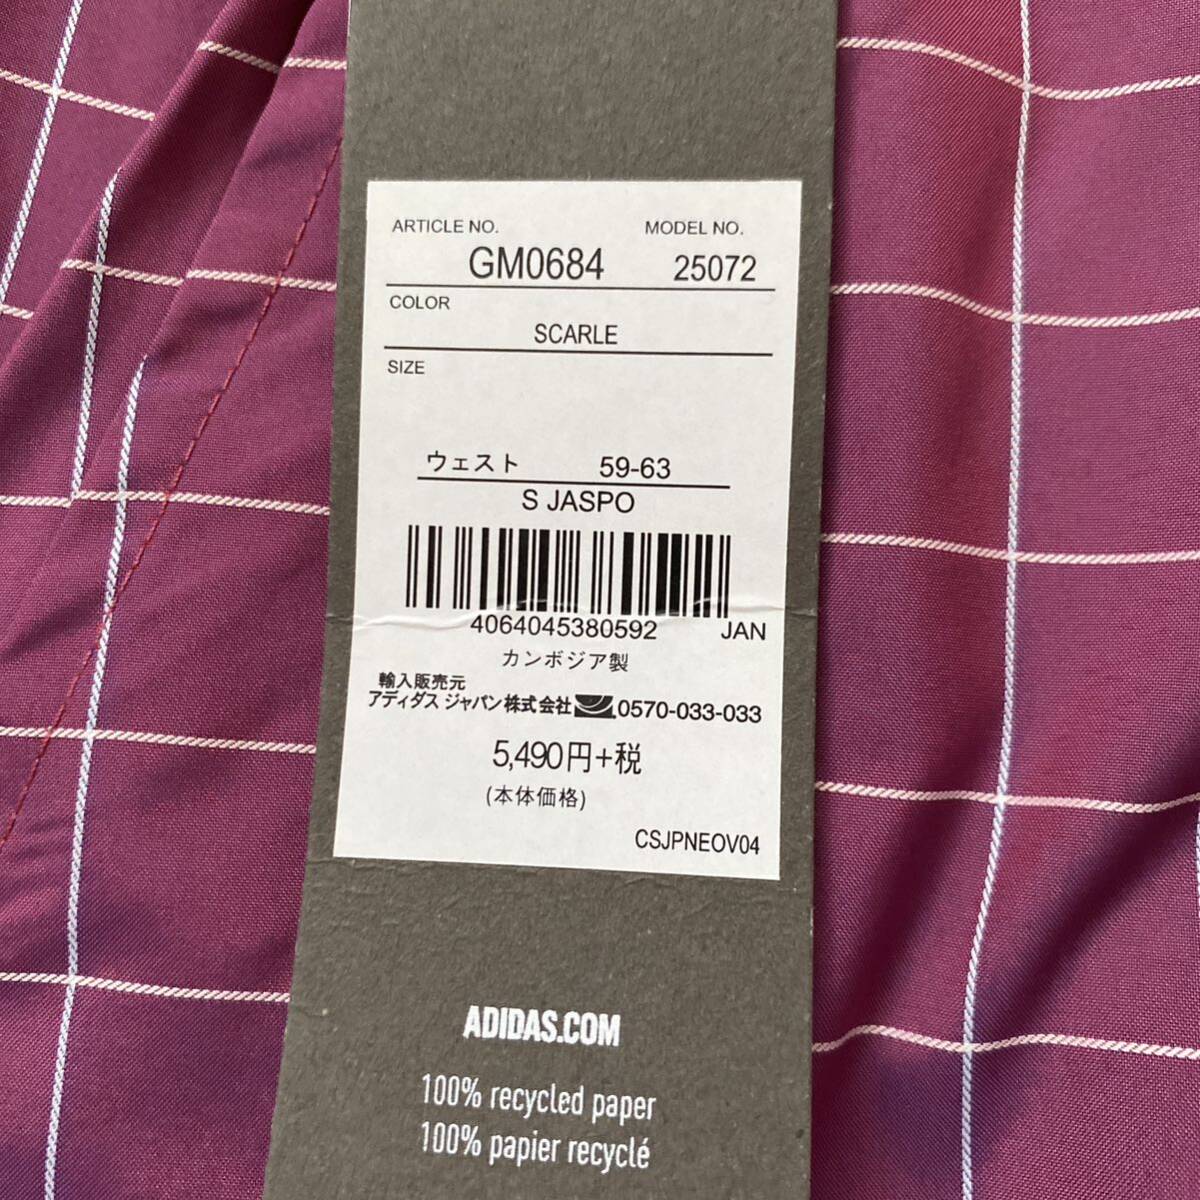 ARTICLE NO. MODEL NO.
GM0684 25072
COLOR
SCARLE
SIZE
ウェスト 59-63
S JASPO
4064045380592 JAN
カンボジア製
輸入販売元
アディダス ジャパン株式会社 0570-033-033
5,490円+税
(本体価格)
CSJPNEOV04
ADIDAS.COM
100% recycled paper
100% papier recyclé